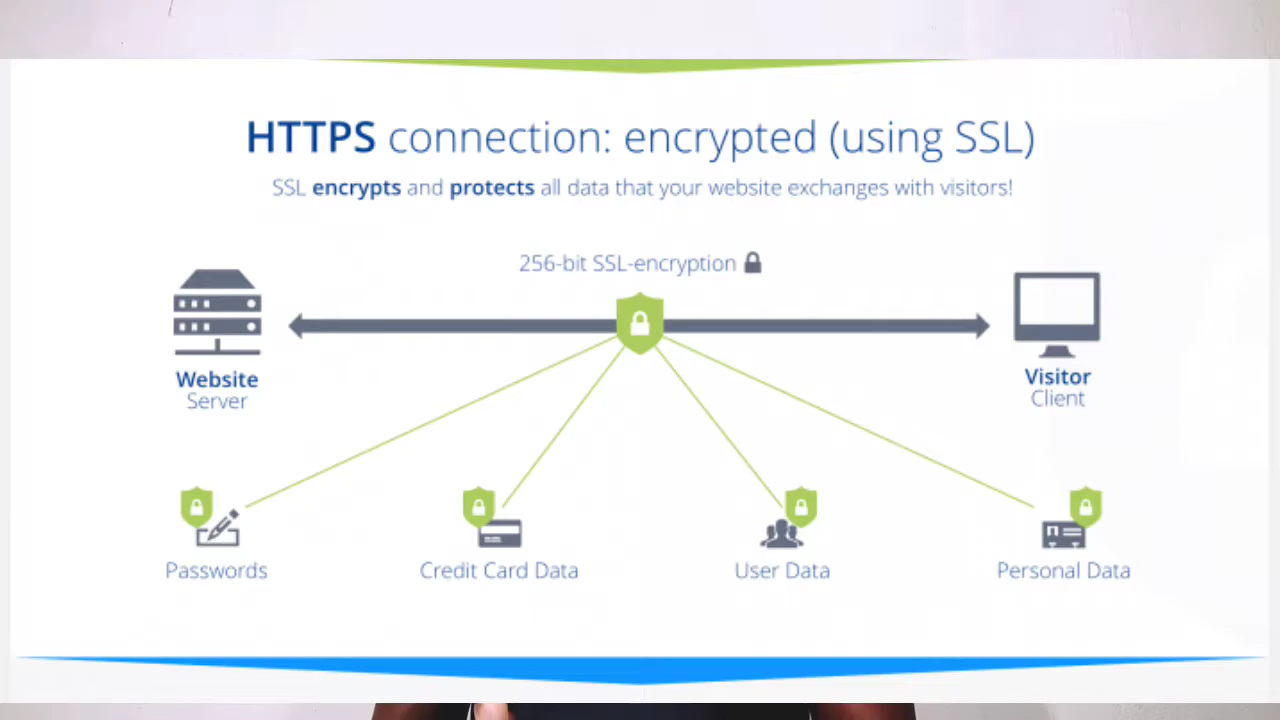 HTTPS connection: encrypted (using SSL)
SSL encrypts and protects all data that your website exchanges with visitors!
256-bit SSL-encryption
Website
Server
Visitor
Client
Passwords
Credit Card Data
User Data
Personal Data